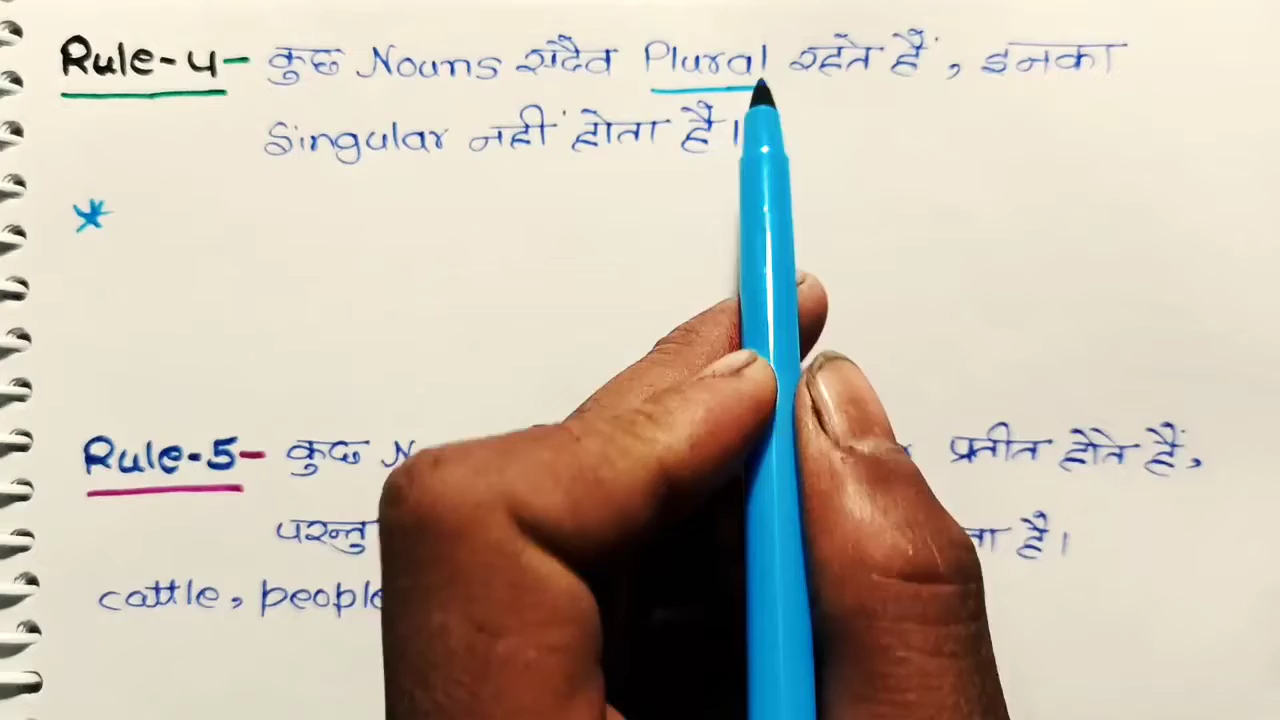 Rule-4- कुछ Nouns सदैव Plural रहते हैं, इनका
Singular नहीं होता है।
*
Rule-5- कुछ प्रतीत होते हैं,
परन्तु है।
cattle, people